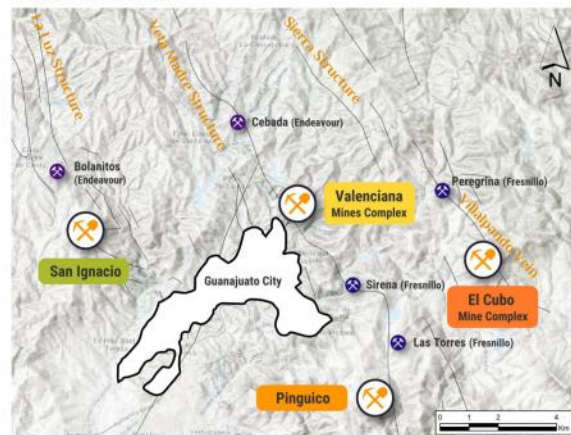 La Luz Structure
Veta Madre Structure
Sierra Structure
N
Cebada (Endeavour)
Bolanitos
(Endeavour)
Valenciana
Mines Complex
Peregrina (Fresnillo)
Villalpando Vein
San Ignacio
Guanajuato City
Sirena (Fresnillo)
El Cubo
Mine Complex
Las Torres (Fresnillo)
Pinguico
0 1 2 4
Km